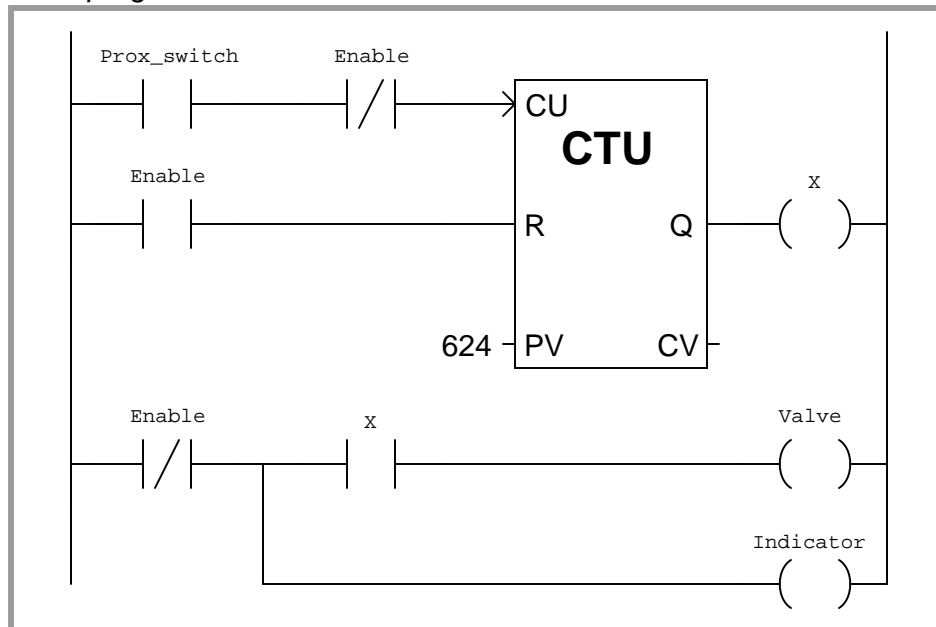 Prox_switch Enable
CU
CTU
Enable
X
R Q
624 PV CV
Enable X Valve
Indicator